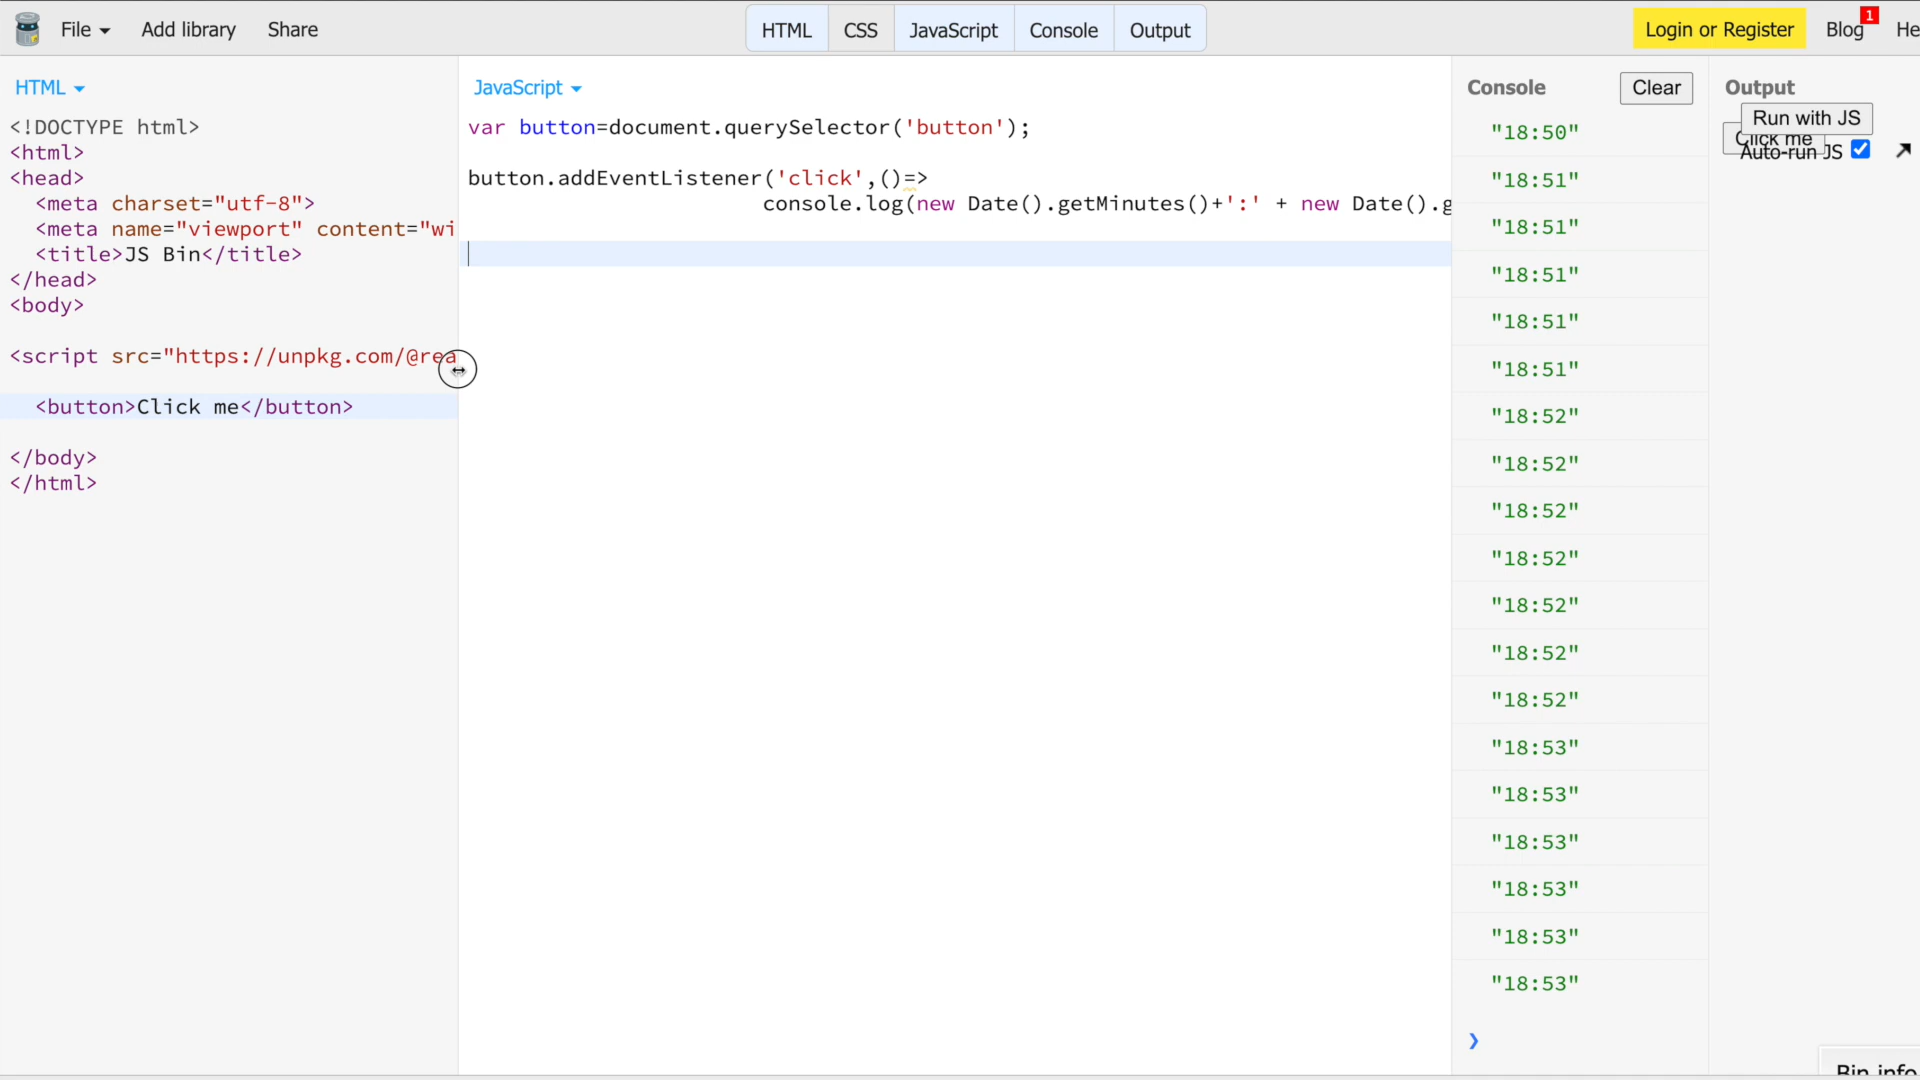 File
Add library
Share
HTML
CSS
JavaScript
Console
Output
Login or Register
Blog
1
He
HTML
<!DOCTYPE html>
<html>
<head>
<meta charset="utf-8">
<meta name="viewport" content="wi
<title>JS Bin</title>
</head>
<body>
<script src="https://unpkg.com/@rea
<button>Click me</button>
</body>
</html>
JavaScript
var button=document.querySelector('button');
button.addEventListener('click',()=>
console.log(new Date().getMinutes()+':' + new Date().g
Console
Clear
"18:50"
"18:51"
"18:51"
"18:51"
"18:51"
"18:51"
"18:52"
"18:52"
"18:52"
"18:52"
"18:52"
"18:52"
"18:52"
"18:53"
"18:53"
"18:53"
"18:53"
"18:53"
"18:53"
❯
Output
Run with JS
Click me
Auto-run JS
Bin info